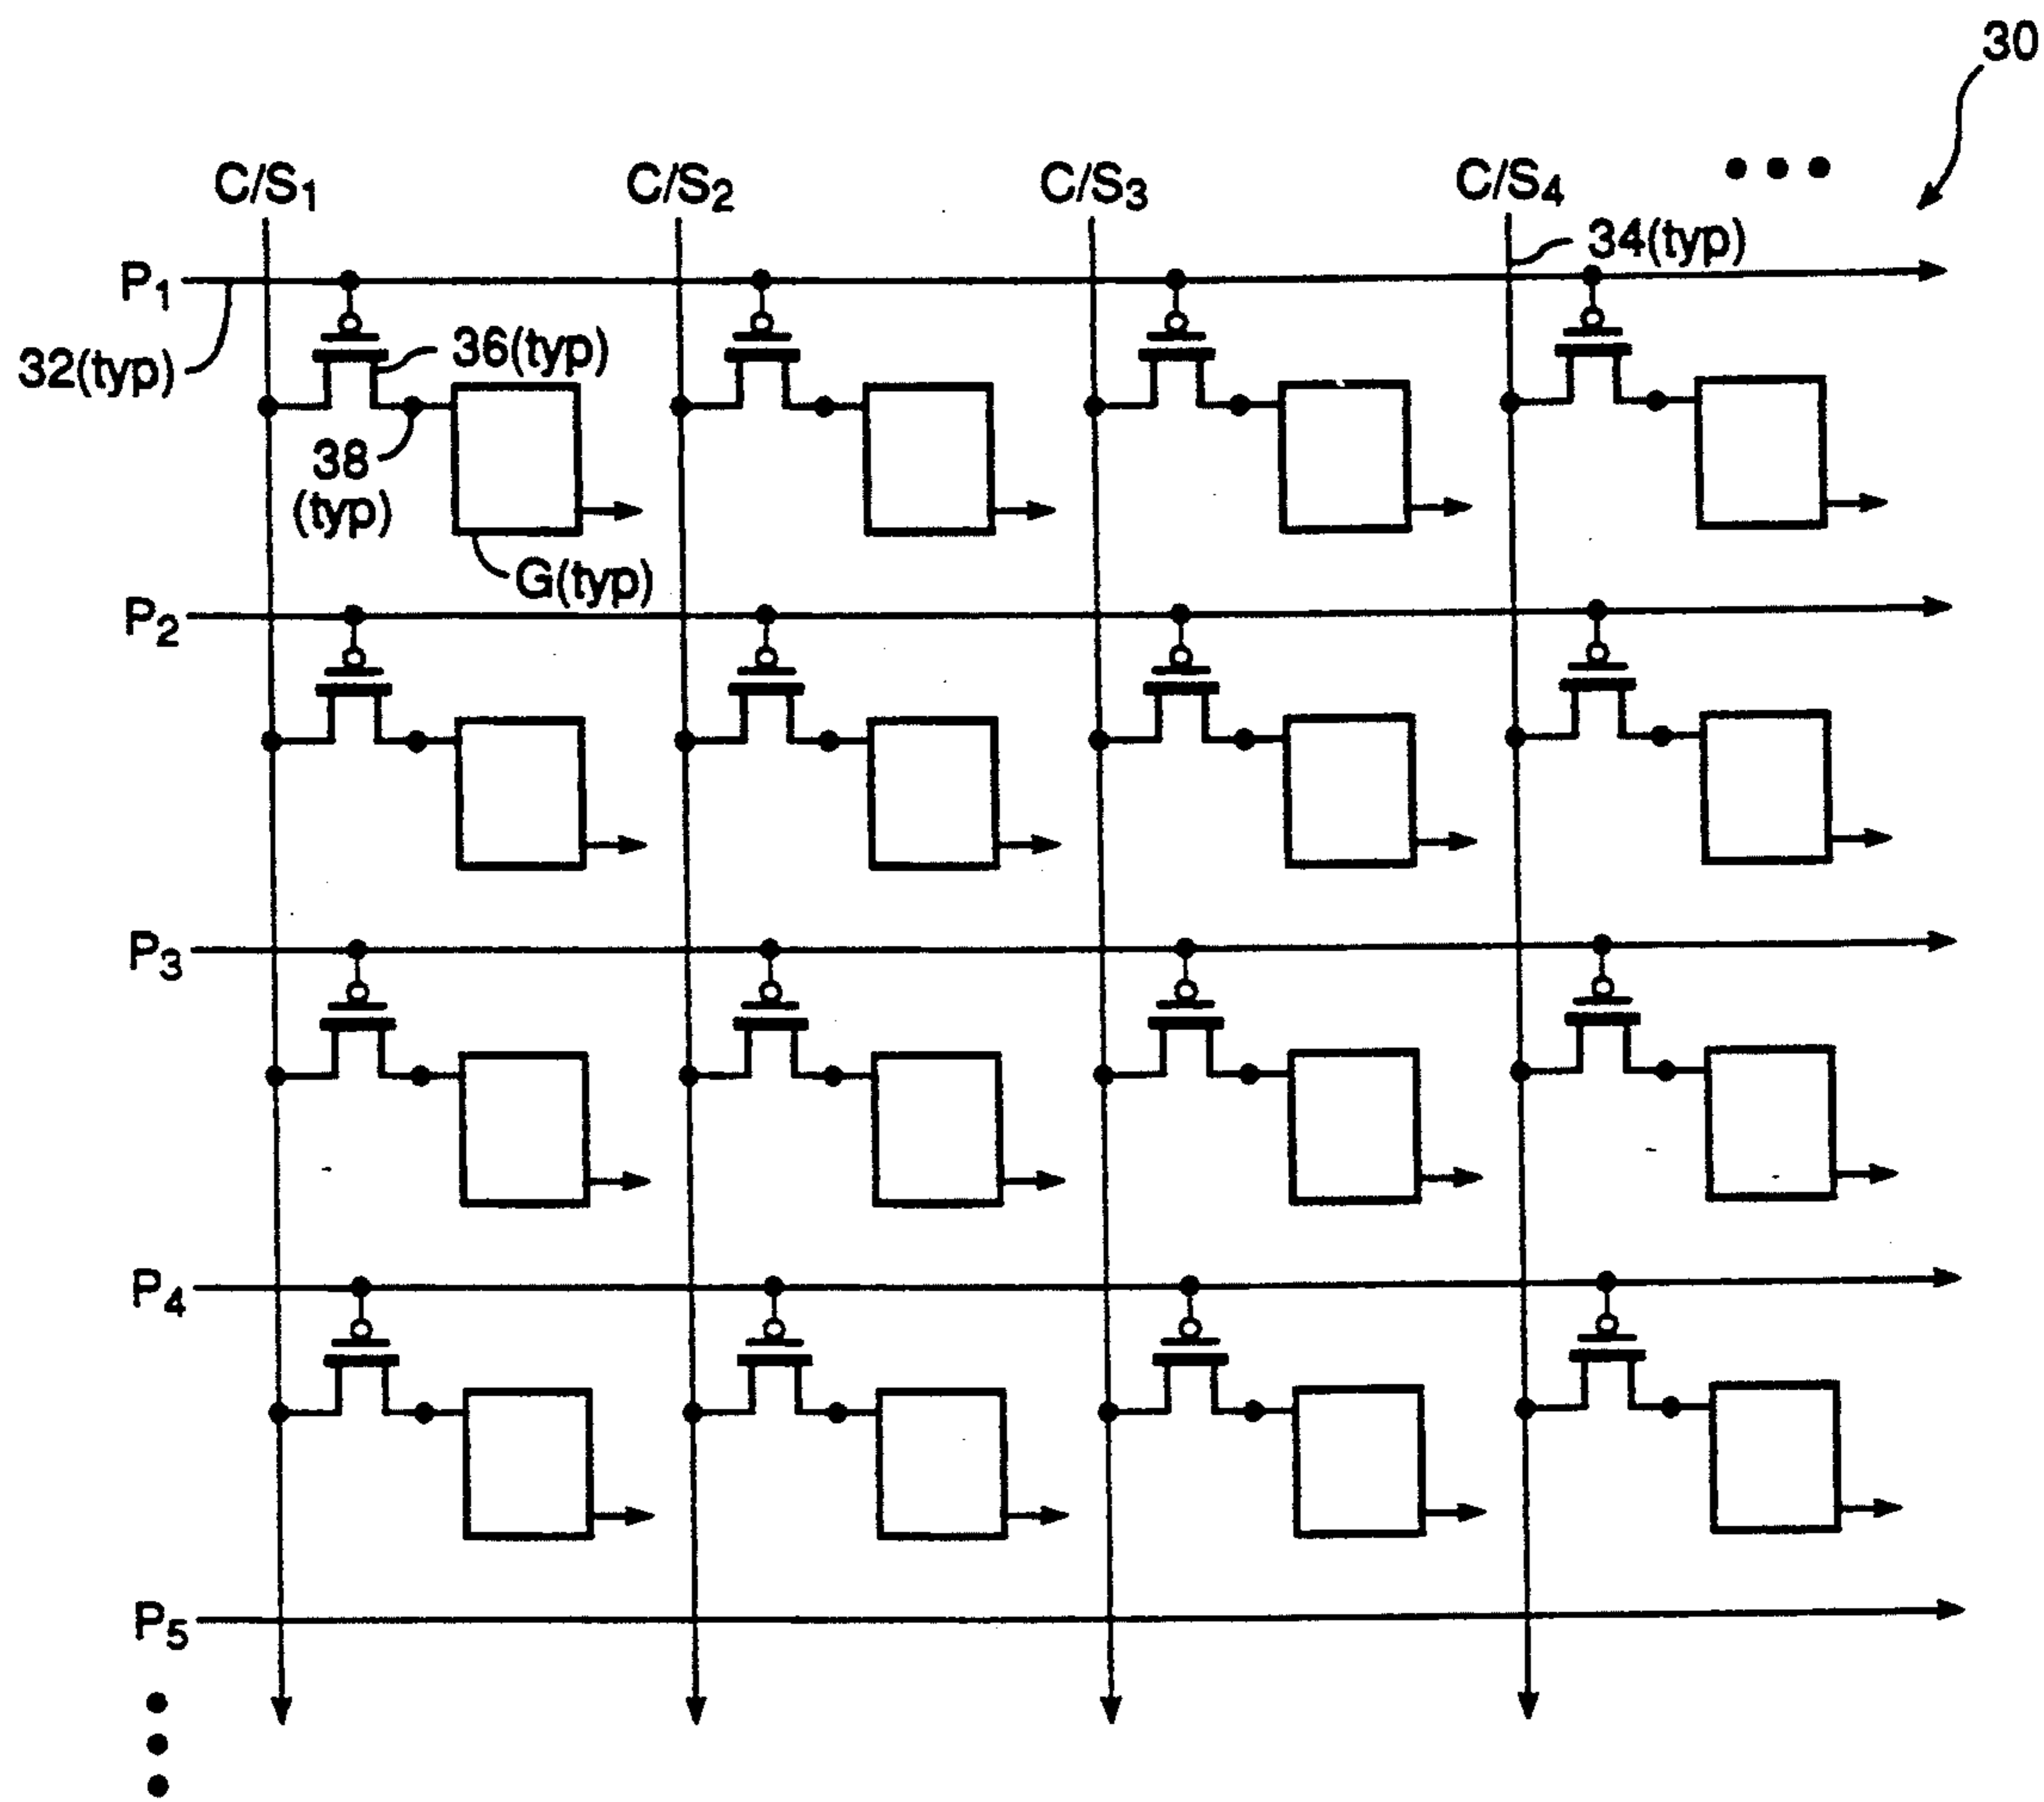 30
C/S₁ C/S₂ C/S₃ C/S₄ •••
34(typ)
P₁
32(typ)
36(typ)
38
(typ)
G(typ)
P₂
P₃
P₄
P₅